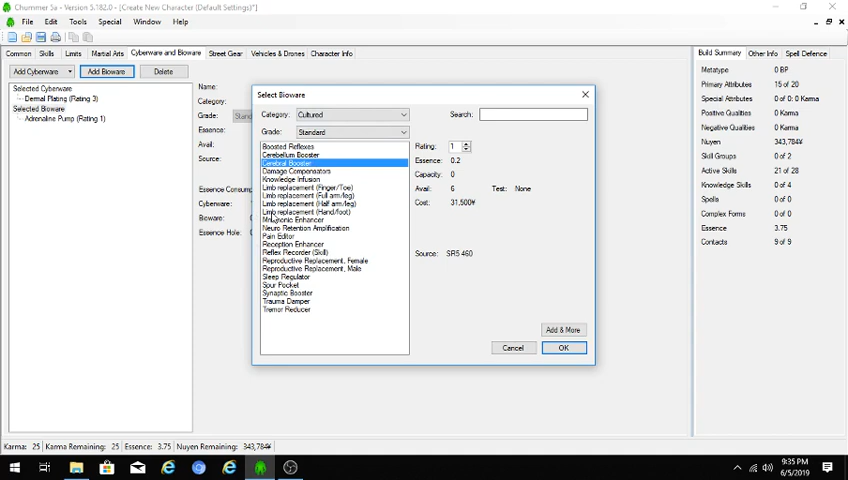 Chummer 5a - Version 5.182.0 - [Create New Character (Default Settings)*]
File Edit Tools Special Window Help
Common Skills Limits Martial Arts Cyberware and Bioware Street Gear Vehicles & Drones Character Info
Add Cyberware Add Bioware Delete
Selected Cyberware
Dermal Plating (Rating 3)
Selected Bioware
Adrenaline Pump (Rating 1)
Name:
Category:
Grade:
Essence:
Avail:
Source:
Essence Consum
Cyberware:
Bioware:
Essence Hole:
Select Bioware
Category: Cultured
Search:
Grade: Standard
Boosted Reflexes
Cerebellum Booster
Cerebral Booster
Damage Compensators
Knowledge Infusion
Limb replacement (Finger/Toe)
Limb replacement (Full arm/leg)
Limb replacement (Half arm/leg)
Limb replacement (Hand/foot)
Mnemonic Enhancer
Neuro Retention Amplification
Pain Editor
Reception Enhancer
Reflex Recorder (Skill)
Reproductive Replacement, Female
Reproductive Replacement, Male
Sleep Regulator
Spur Pocket
Synaptic Booster
Trauma Damper
Tremor Reducer
Rating: 1
Essence: 0.2
Capacity: 0
Avail: 6 Test: None
Cost: 31,500¥
Source: SR5 460
Add & More
Cancel OK
Build Summary Other Info Spell Defence
Metatype 0 BP
Primary Attributes 15 of 20
Special Attributes 0 of 0: 0 Karma
Positive Qualities 0 Karma
Negative Qualities 0 Karma
Nuyen 343,784¥
Skill Groups 0 of 2
Active Skills 21 of 28
Knowledge Skills 0 of 4
Spells 0 of 0
Complex Forms 0 of 0
Essence 3.75
Contacts 9 of 9
Karma: 25 Karma Remaining: 25 Essence: 3.75 Nuyen Remaining: 343,784¥
9:35 PM
6/5/2019